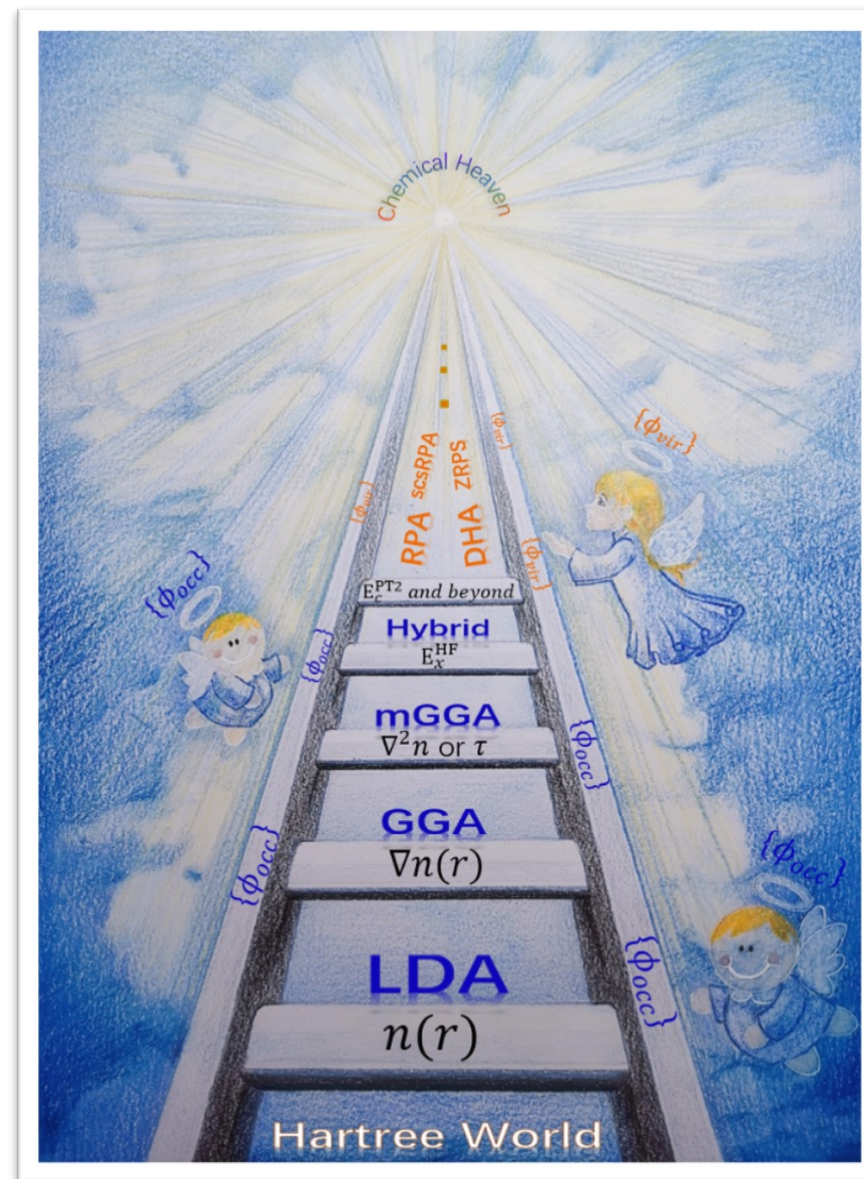 Chemical Heaven
{ϕvir}
{ϕvir}
scsRPA
ZRPS
{ϕvir}
RPA
DHA
{ϕvir}
{ϕocc}
E_c^PT2 and beyond
Hybrid
{ϕocc}
E_x^HF
mGGA
∇²n or τ
{ϕocc}
GGA
∇n(r)
{ϕocc}
{ϕocc}
LDA
{ϕocc}
n(r)
Hartree World